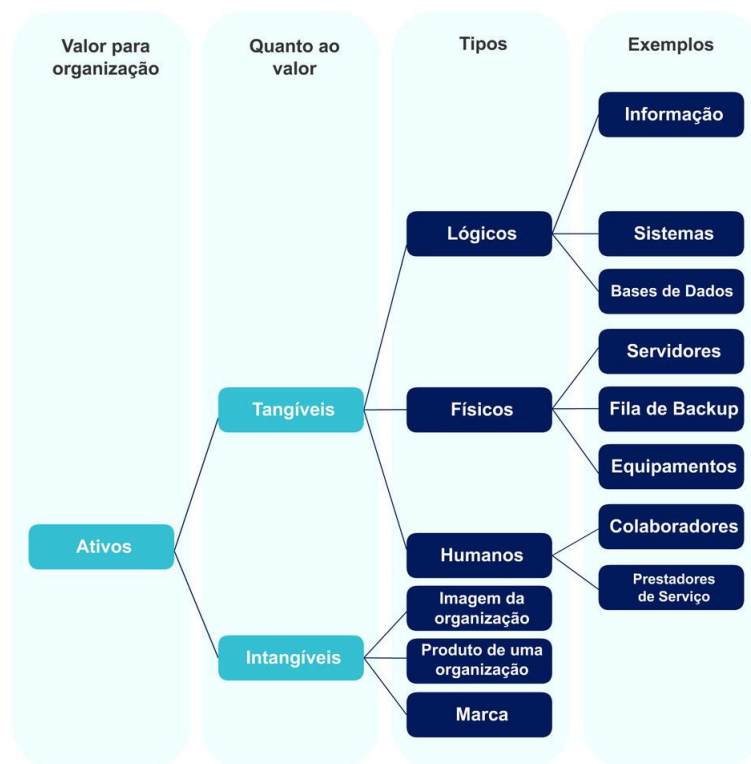 Valor para
organização
Quanto ao
valor
Tipos
Exemplos
Informação
Lógicos
Sistemas
Bases de Dados
Servidores
Tangíveis
Físicos
Fila de Backup
Equipamentos
Ativos
Colaboradores
Humanos
Prestadores
de Serviço
Imagem da
organização
Intangíveis
Produto de uma
organização
Marca